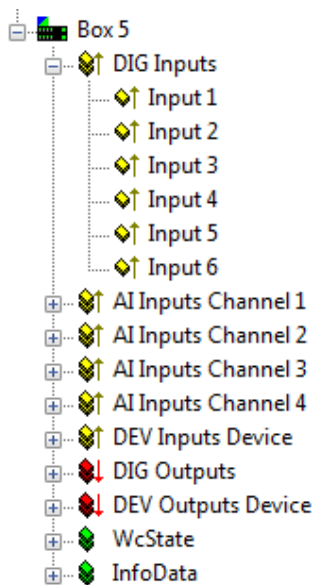 Box 5
DIG Inputs
Input 1
Input 2
Input 3
Input 4
Input 5
Input 6
AI Inputs Channel 1
AI Inputs Channel 2
AI Inputs Channel 3
AI Inputs Channel 4
DEV Inputs Device
DIG Outputs
DEV Outputs Device
WcState
InfoData